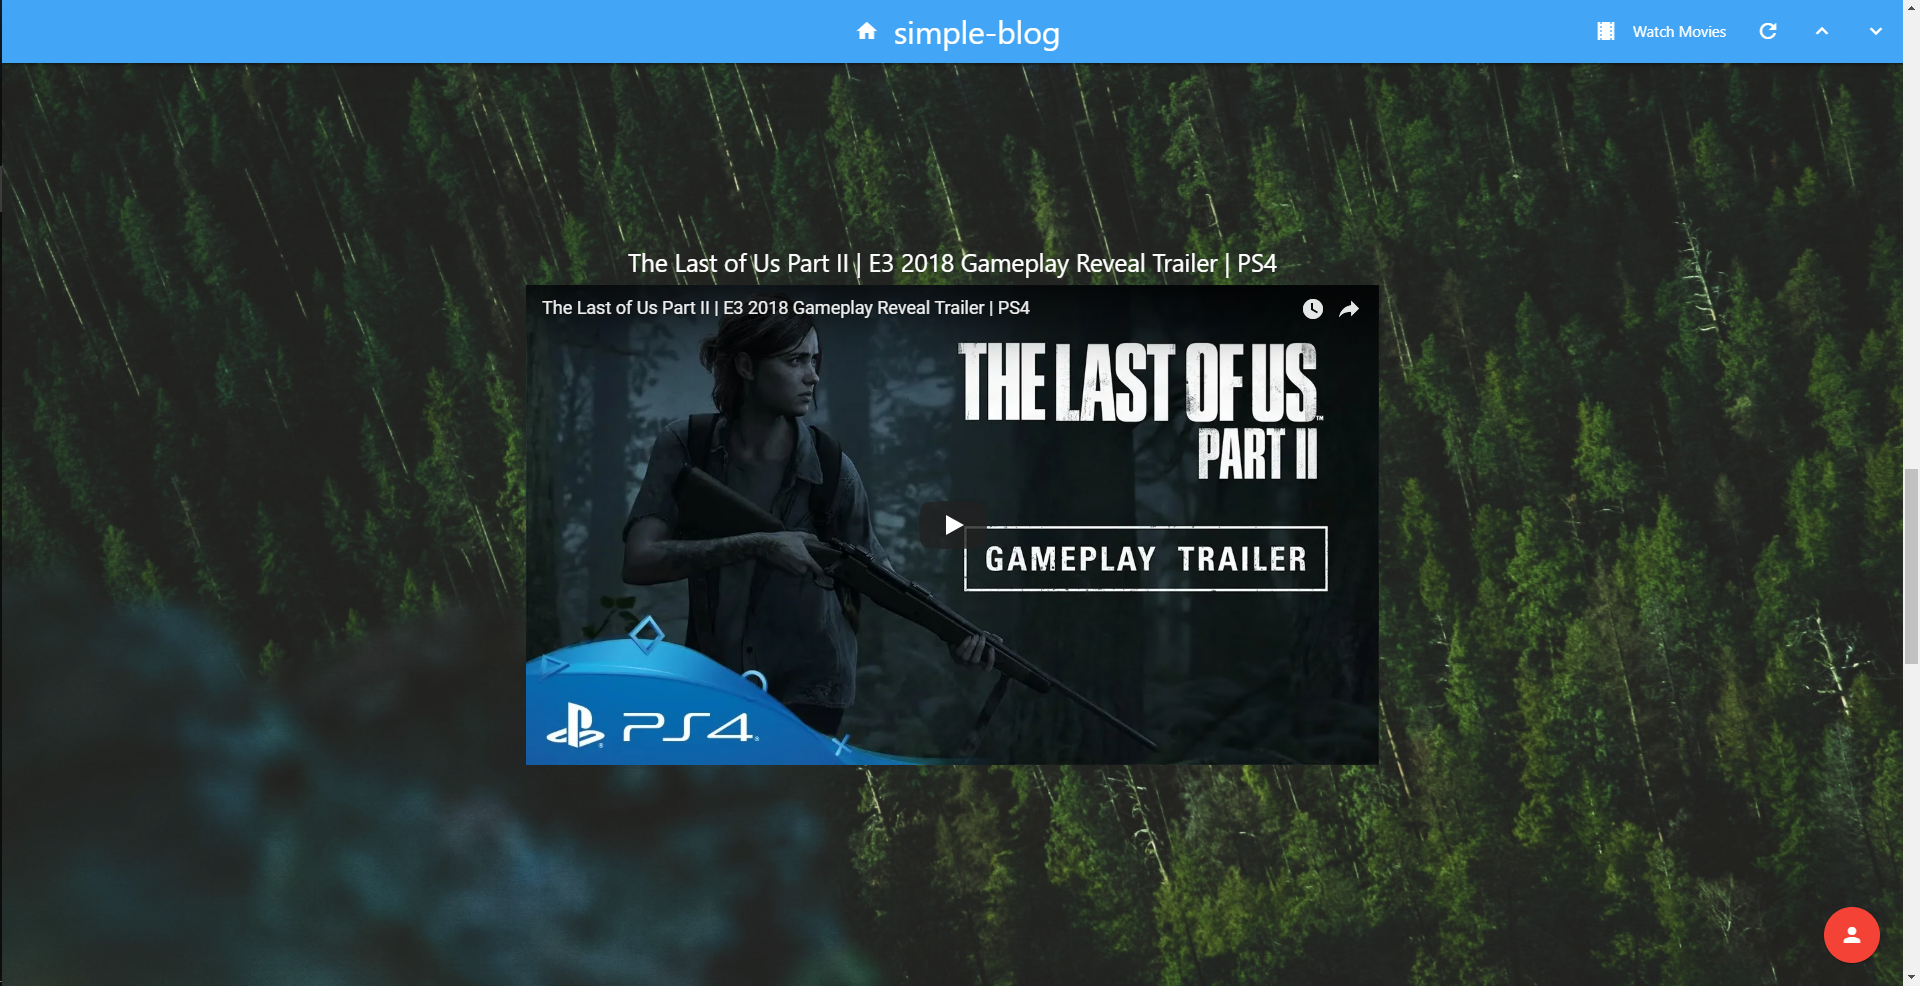 simple-blog
Watch Movies
The Last of Us Part II | E3 2018 Gameplay Reveal Trailer | PS4
The Last of Us Part II | E3 2018 Gameplay Reveal Trailer | PS4
THE LAST OF US™
PART II
GAMEPLAY TRAILER
PS4®